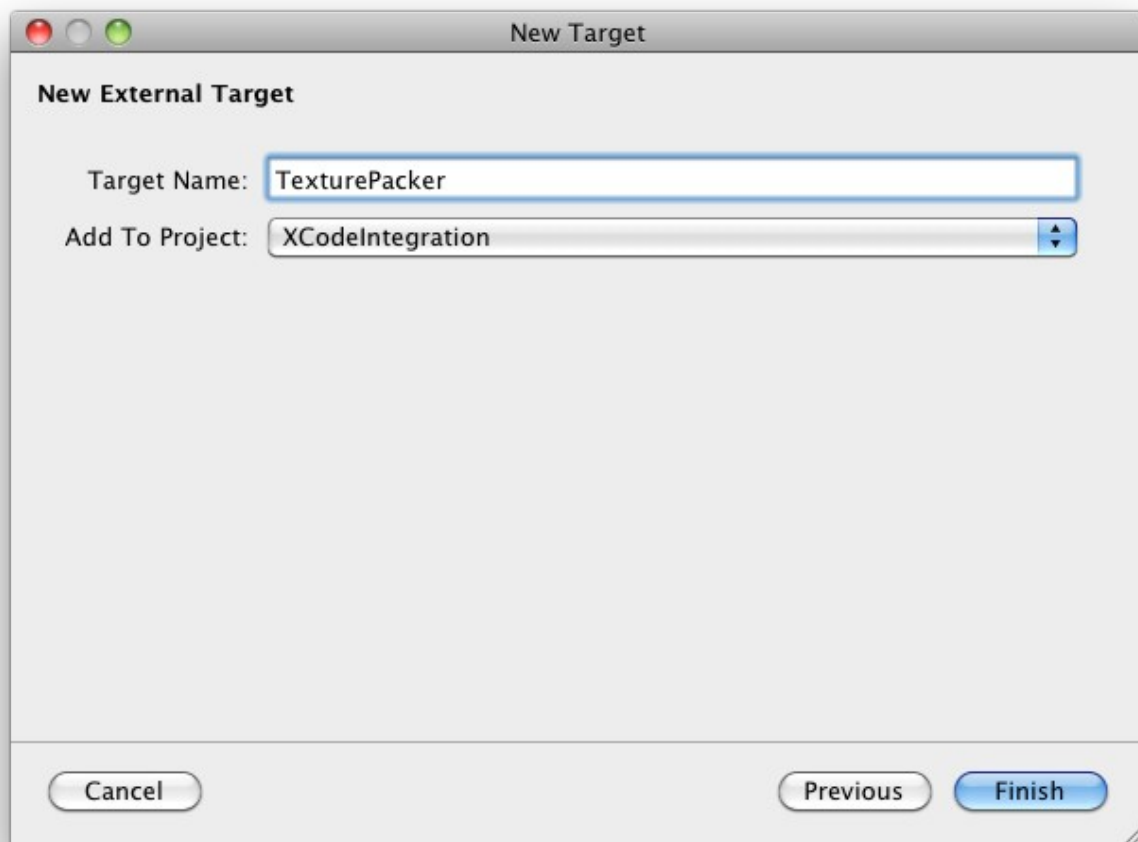 New Target
New External Target
Target Name: TexturePacker
Add To Project: XCodeIntegration
Cancel Previous Finish